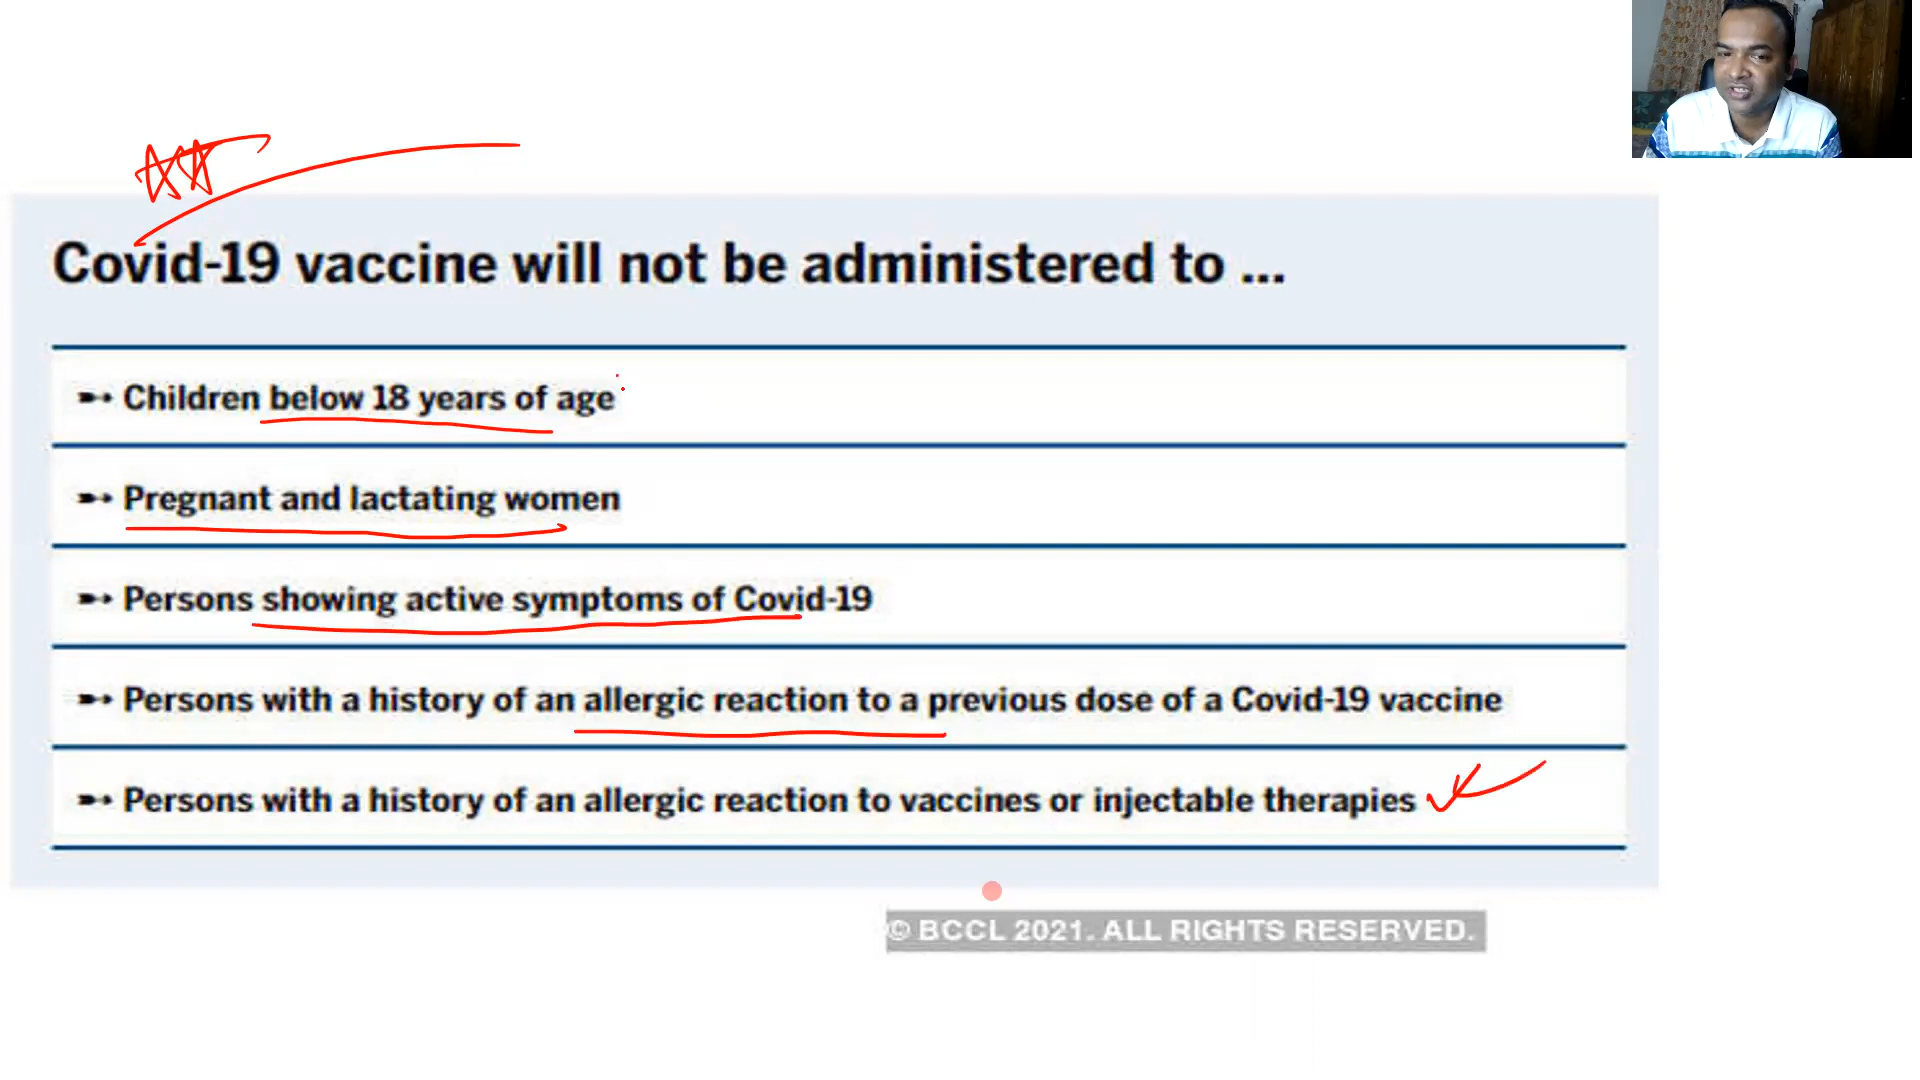 Covid-19 vaccine will not be administered to ...
Children below 18 years of age
Pregnant and lactating women
Persons showing active symptoms of Covid-19
Persons with a history of an allergic reaction to a previous dose of a Covid-19 vaccine
Persons with a history of an allergic reaction to vaccines or injectable therapies
© BCCL 2021. ALL RIGHTS RESERVED.